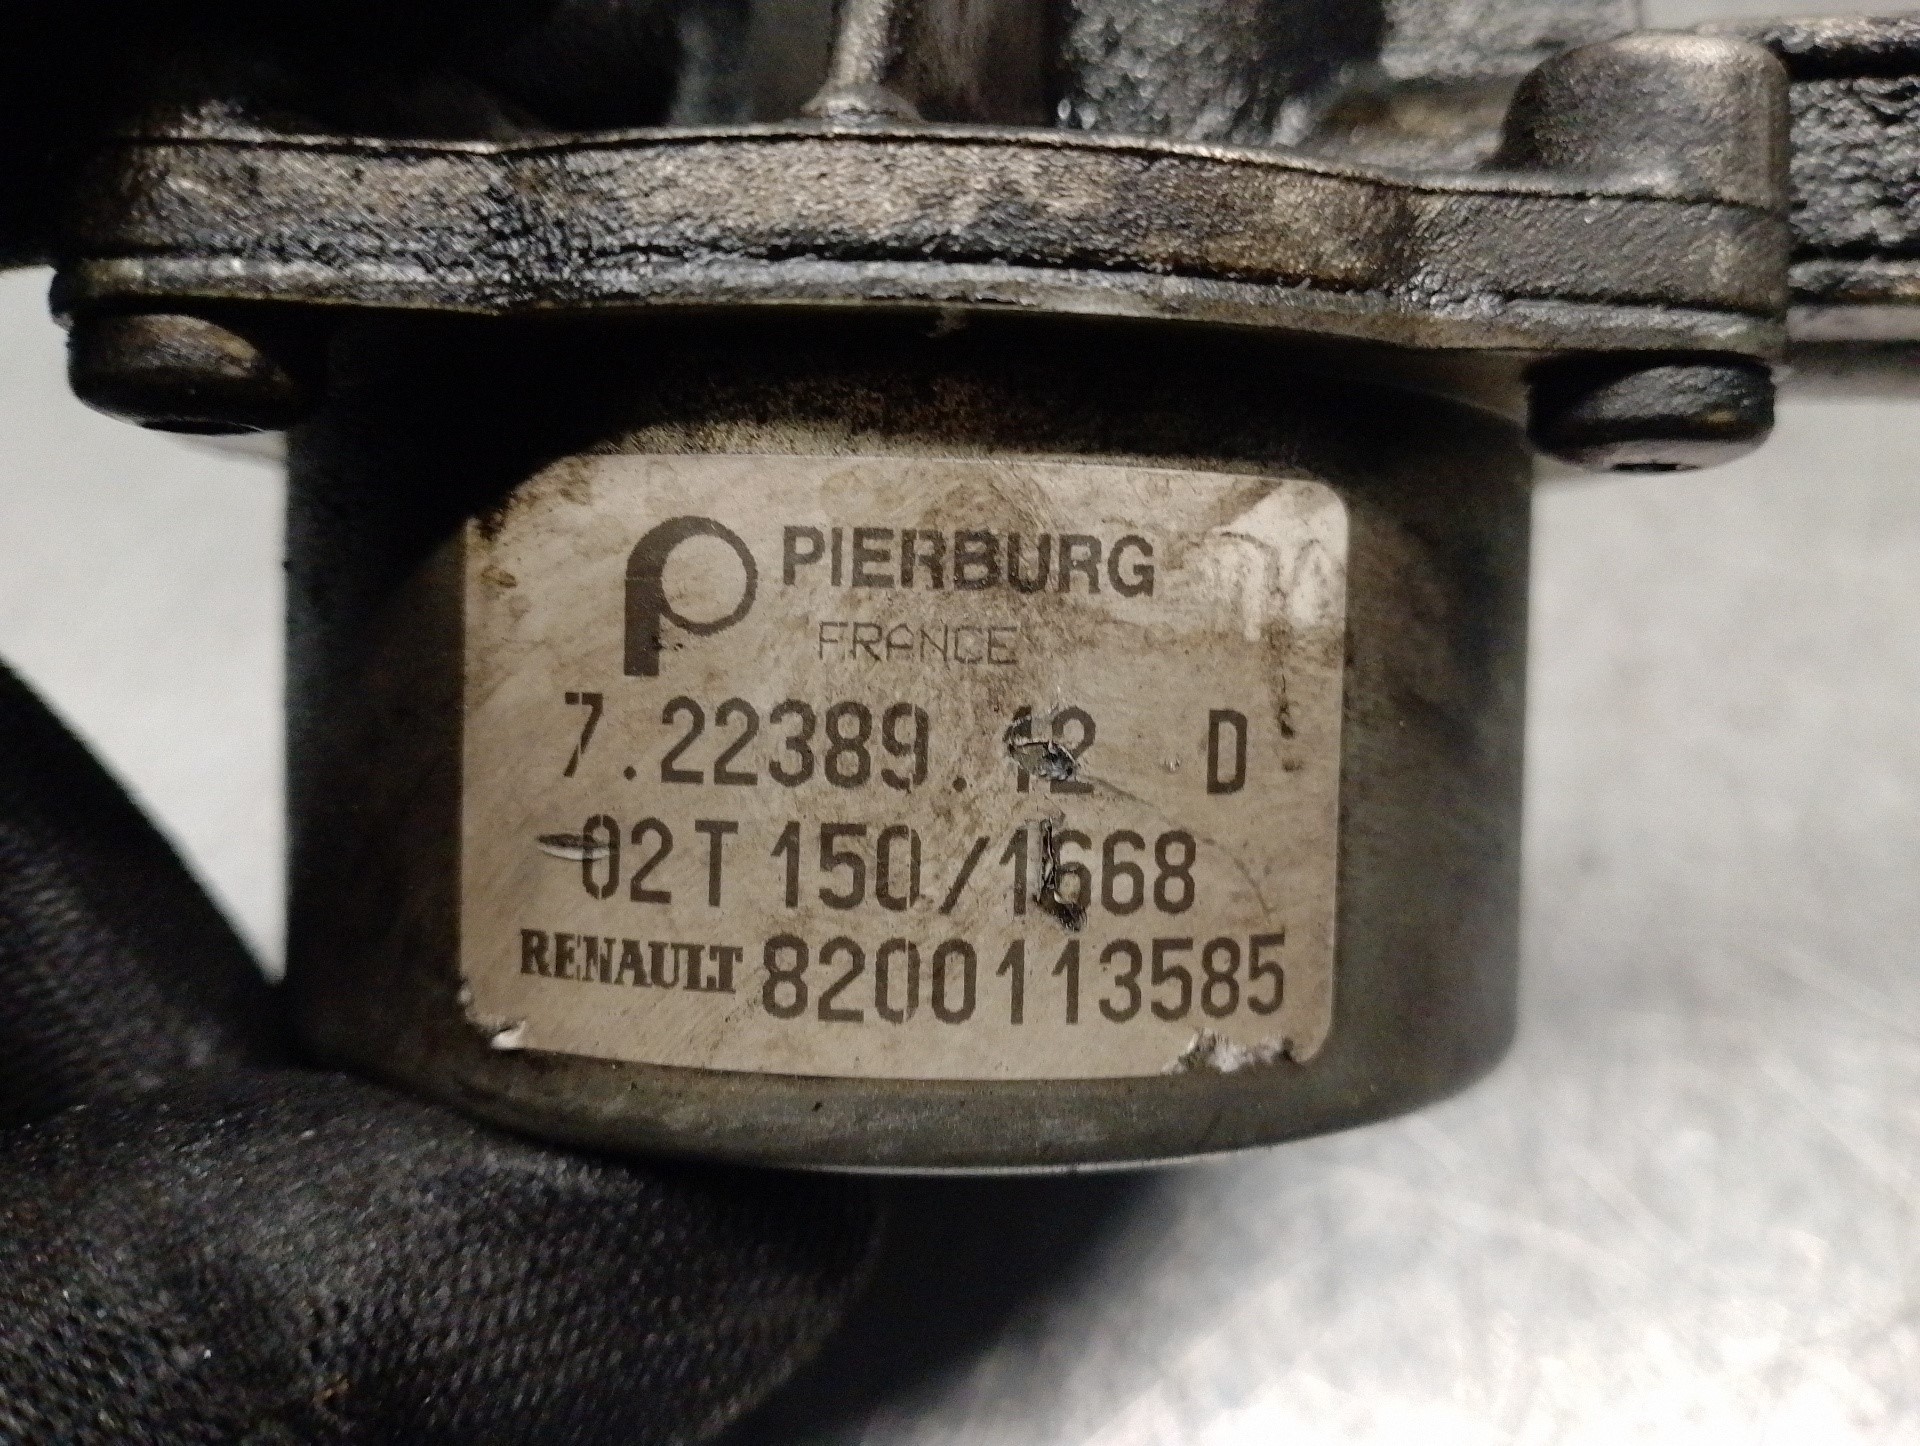 PIERBURG
FRANCE
7.22389.12 D
02T 150/1668
RENAULT 8200113585